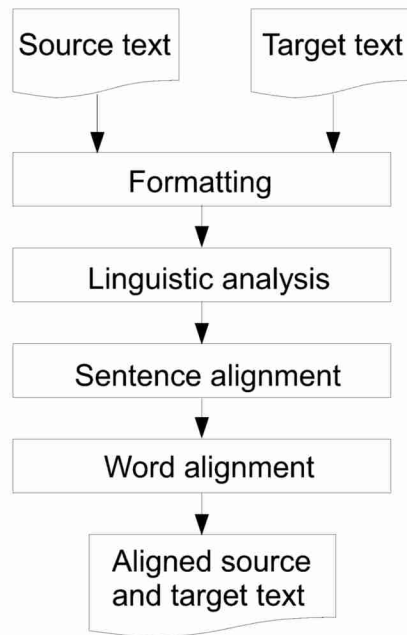 Source text
Target text
Formatting
Linguistic analysis
Sentence alignment
Word alignment
Aligned source
and target text